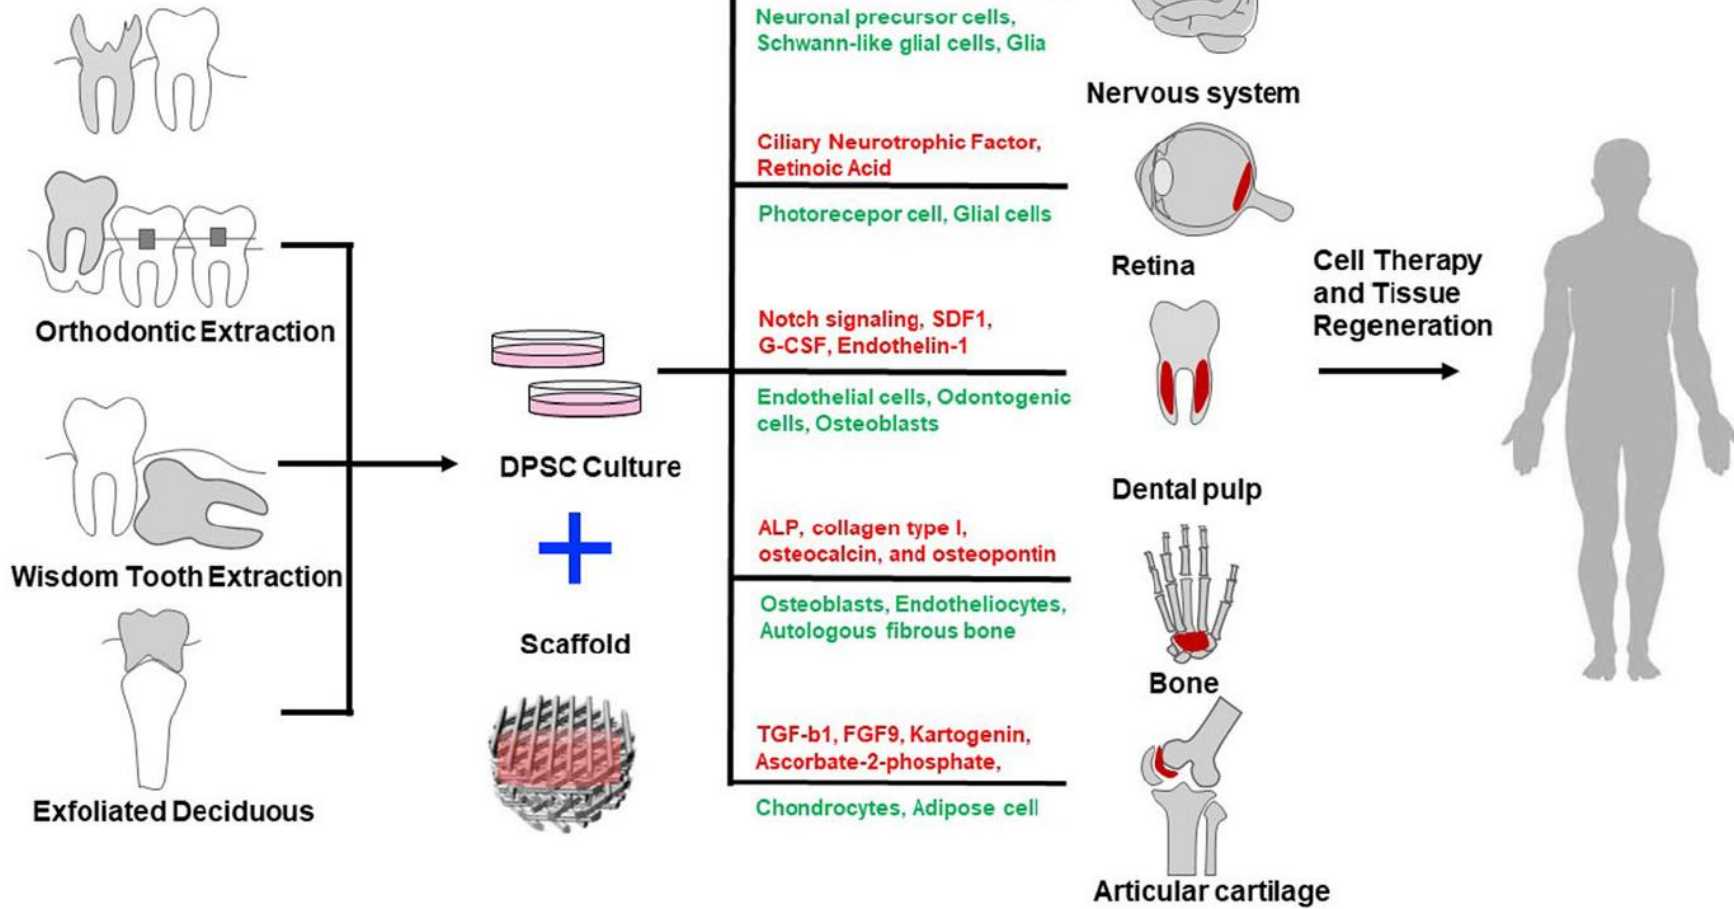 Orthodontic Extraction
Wisdom Tooth Extraction
Exfoliated Deciduous
DPSC Culture
Scaffold
Neuronal precursor cells,
Schwann-like glial cells, Glia
Ciliary Neurotrophic Factor,
Retinoic Acid
Photorecepor cell, Glial cells
Notch signaling, SDF1,
G-CSF, Endothelin-1
Endothelial cells, Odontogenic
cells, Osteoblasts
ALP, collagen type I,
osteocalcin, and osteopontin
Osteoblasts, Endotheliocytes,
Autologous fibrous bone
TGF-b1, FGF9, Kartogenin,
Ascorbate-2-phosphate,
Chondrocytes, Adipose cell
Nervous system
Retina
Dental pulp
Bone
Articular cartilage
Cell Therapy
and Tissue
Regeneration